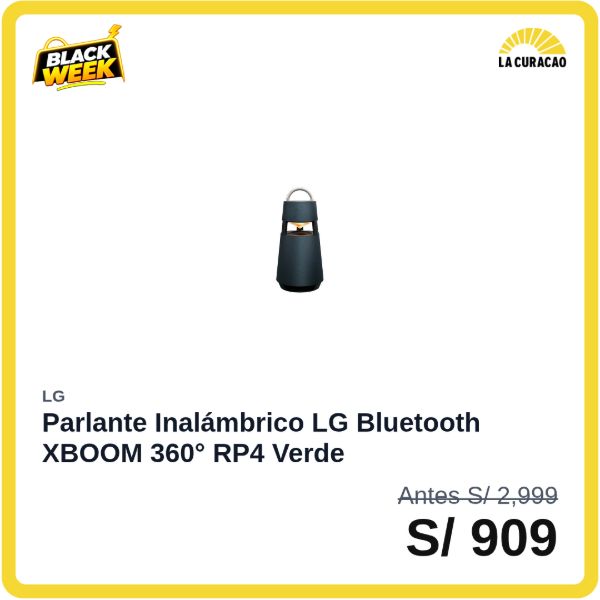 BLACK
WEEK
LA CURACAO
LG
Parlante Inalámbrico LG Bluetooth
XBOOM 360° RP4 Verde
Antes S/ 2,999
S/ 909